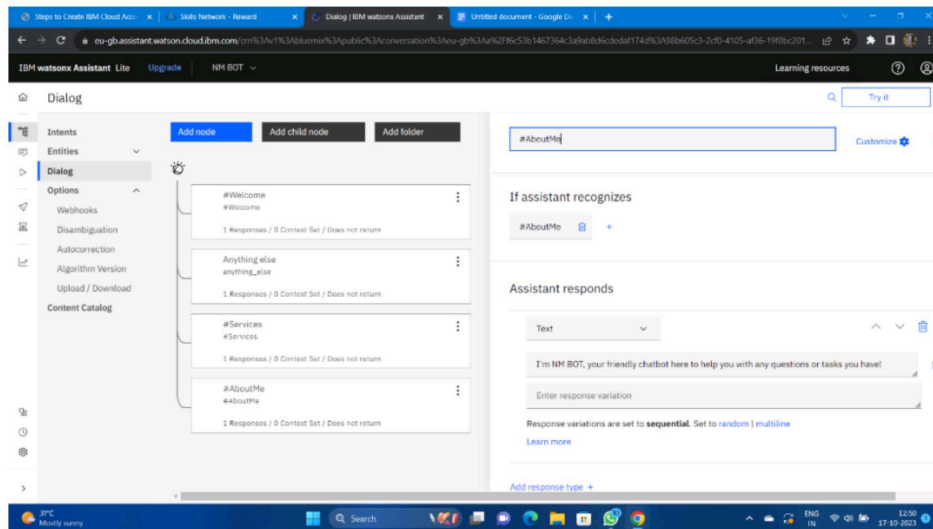 Steps to Create IBM Cloud Acco
Skills Network - Reward
Dialog | IBM watsonx Assistant
Untitled document - Google Do
eu-gb.assistant.watson.cloud.ibm.com/
IBM watsonx Assistant Lite
Upgrade
NM BOT
Learning resources
Dialog
Try it
Intents
Entities
Dialog
Options
Webhooks
Disambiguation
Autocorrection
Algorithm Version
Upload / Download
Content Catalog
Add node
Add child node
Add folder
#Welcome
#Welcome
1 Responses / 0 Context Set / Does not return
Anything else
anything_else
1 Responses / 0 Context Set / Does not return
#Services
#Services
1 Responses / 0 Context Set / Does not return
#AboutMe
#AboutMe
1 Responses / 0 Context Set / Does not return
#AboutMe
Customize
If assistant recognizes
#AboutMe
Assistant responds
Text
I'm NM BOT, your friendly chatbot here to help you with any questions or tasks you have!
Enter response variation
Response variations are set to sequential. Set to random | multiline
Learn more
Add response type +
31°C
Mostly sunny
Search
ENG
IN
12:50
17-10-2023